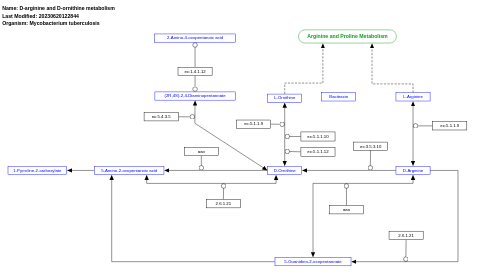 Name: D-arginine and D-ornithine metabolism
Last Modified: 20230620122844
Organism: Mycobacterium tuberculosis
2-Amino-4-oxopentanoic acid
Arginine and Proline Metabolism
ec:1.4.1.12
(2R,4S)-2,4-Diaminopentanoate
L-Ornithine
L-Arginine
ec:5.4.3.5
ec:5.1.1.9
ec:5.1.1.9
ec:5.1.1.10
ec:5.1.1.12
ec:3.5.3.10
aao
1-Pyrroline-2-carboxylate
5-Amino-2-oxopentanoic acid
D-Ornithine
D-Arginine
2.6.1.21
aao
2.6.1.21
5-Guanidino-2-oxopentanoate